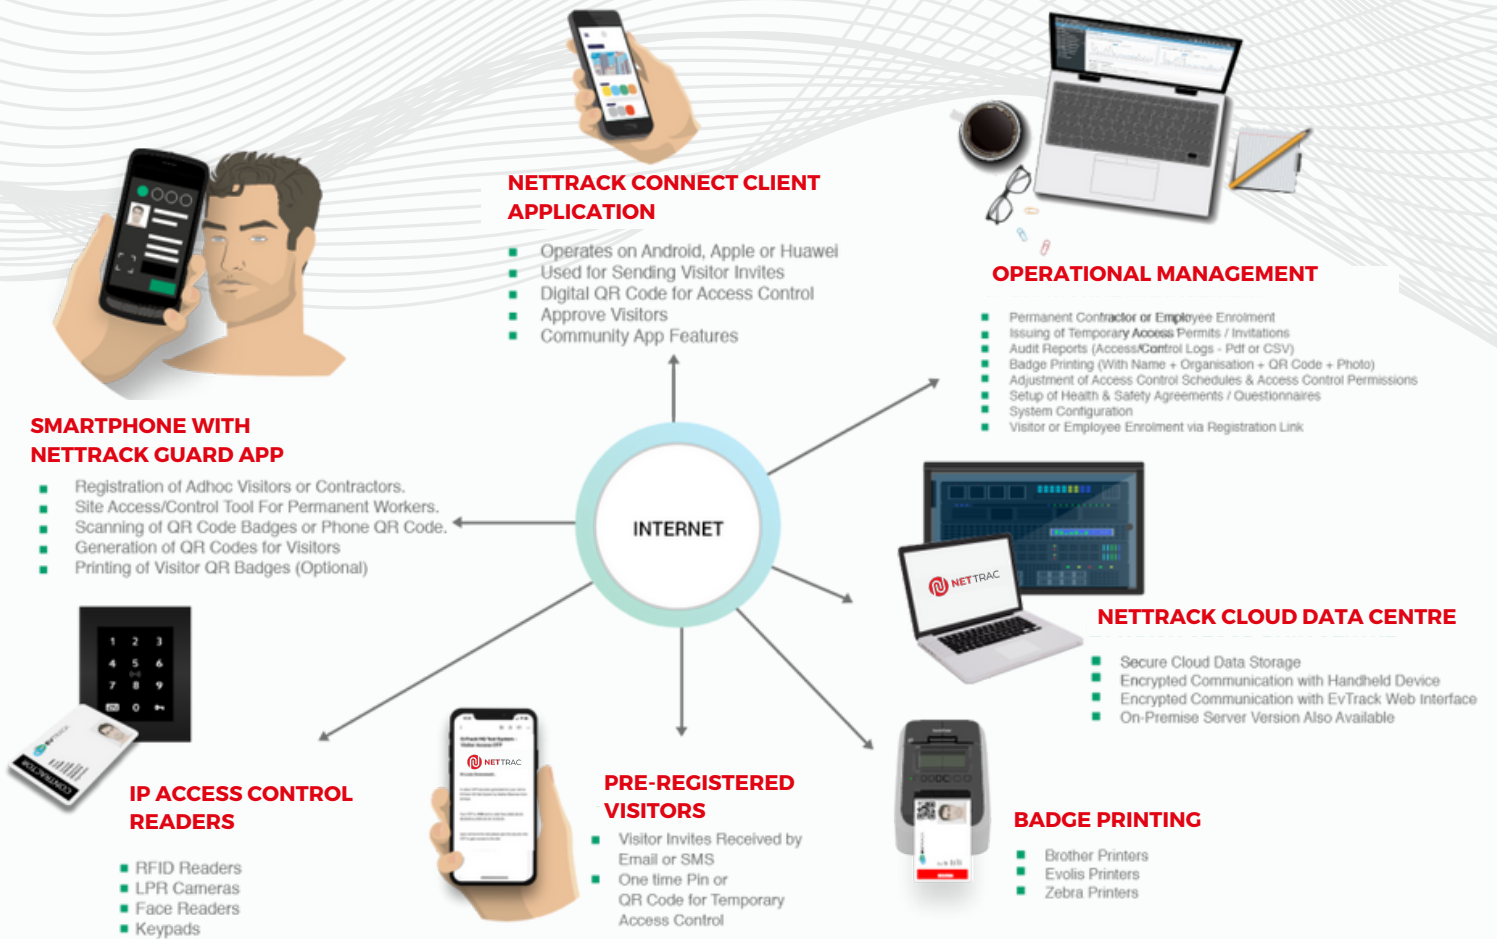 NETTRACK CONNECT CLIENT
APPLICATION
Operates on Android, Apple or Huawei
Used for Sending Visitor Invites
Digital QR Code for Access Control
Approve Visitors
Community App Features
OPERATIONAL MANAGEMENT
Permanent Contractor or Employee Enrolment
Issuing of Temporary Access Permits / Invitations
Audit Reports (Access/Control Logs - Pdf or CSV)
Badge Printing (With Name + Organisation + QR Code + Photo)
Adjustment of Access Control Schedules & Access Control Permissions
Setup of Health & Safety Agreements / Questionnaires
System Configuration
Visitor or Employee Enrolment via Registration Link
SMARTPHONE WITH
NETTRACK GUARD APP
Registration of Adhoc Visitors or Contractors.
Site Access/Control Tool For Permanent Workers.
Scanning of QR Code Badges or Phone QR Code.
Generation of QR Codes for Visitors
Printing of Visitor QR Badges (Optional)
INTERNET
NETTRAC
NETTRACK CLOUD DATA CENTRE
Secure Cloud Data Storage
Encrypted Communication with Handheld Device
Encrypted Communication with EvTrack Web Interface
On-Premise Server Version Also Available
1 2 3
4 5 6
7 8 9
0
EVTRACK
CONTRACTOR
IP ACCESS CONTROL
READERS
RFID Readers
LPR Cameras
Face Readers
Keypads
NETTRAC
PRE-REGISTERED
VISITORS
Visitor Invites Received by
Email or SMS
One time Pin or
QR Code for Temporary
Access Control
BADGE PRINTING
Brother Printers
Evolis Printers
Zebra Printers